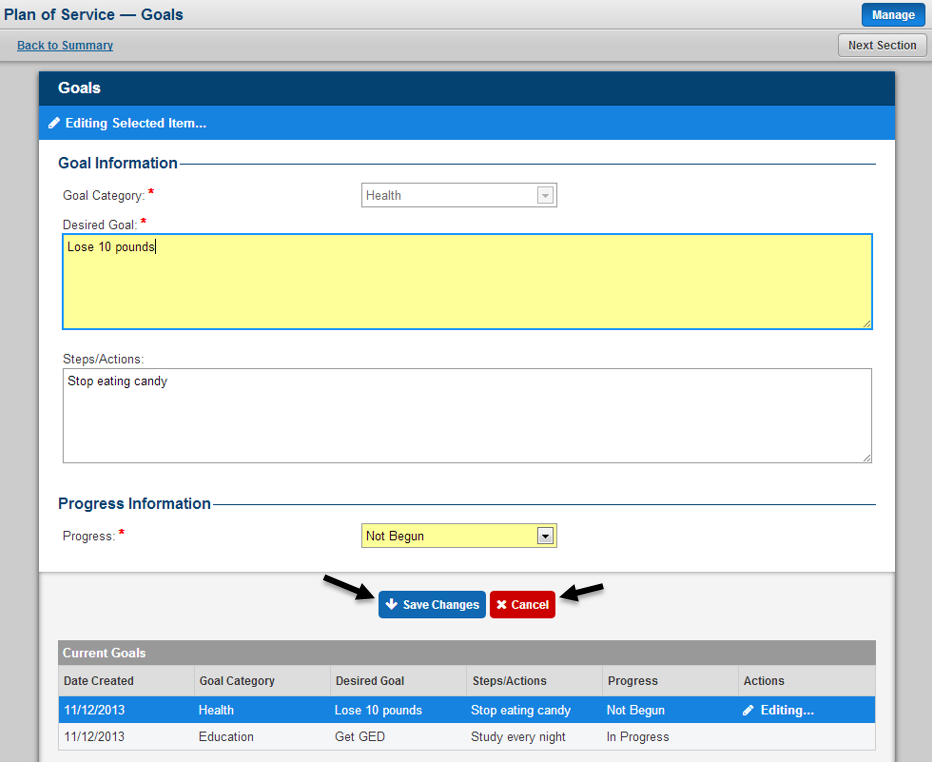 Plan of Service — Goals
Manage
Back to Summary
Next Section
Goals
Editing Selected Item...
Goal Information
Goal Category: * Health
Desired Goal: *
Lose 10 pounds
Steps/Actions:
Stop eating candy
Progress Information
Progress: * Not Begun
Save Changes Cancel
Current Goals
Date Created Goal Category Desired Goal Steps/Actions Progress Actions
11/12/2013 Health Lose 10 pounds Stop eating candy Not Begun Editing...
11/12/2013 Education Get GED Study every night In Progress